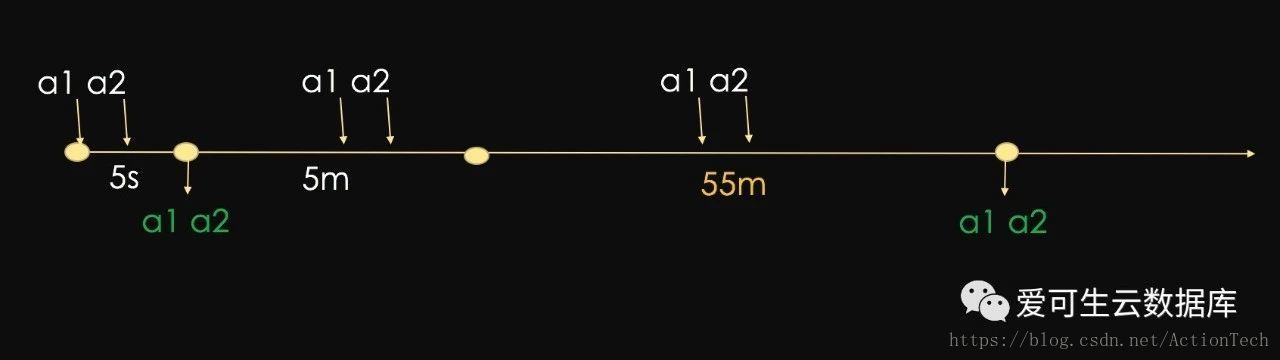 a1 a2 a1 a2 a1 a2
5s 5m 55m
a1 a2 a1 a2
爱可生云数据库
https://blog.csdn.net/ActionTech